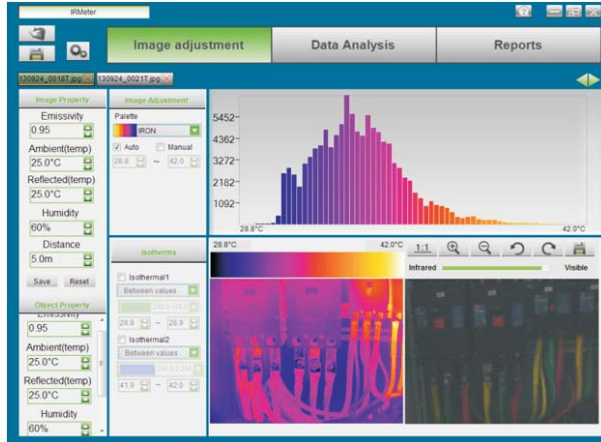 IRMeter
Image adjustment
Data Analysis
Reports
130924_0018T.jpg
130924_0021T.jpg
Image Property
Emissivity
0.95
Ambient(temp)
25.0°C
Reflected(temp)
25.0°C
Humidity
60%
Distance
5.0m
Save Reset
Object Property
Emissivity
0.95
Ambient(temp)
25.0°C
Reflected(temp)
25.0°C
Humidity
60%
Image Adjustment
Palette
IRON
Auto Manual
28.8 ~ 42.0
5452
4362
3272
2182
1092
28.8°C 42.0°C
Isotherms
Isothermal1
Between values
28.8 ~ 28.9
Isothermal2
Between values
41.9 ~ 42.0
28.8°C 42.0°C
1:1
Infrared Visible